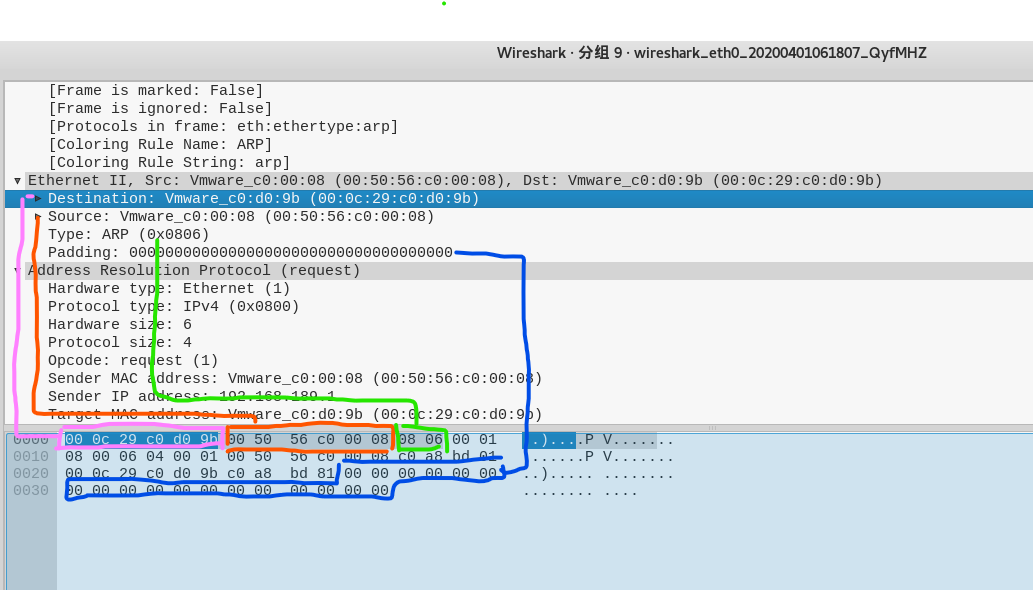 Wireshark · 分组 9 · wireshark_eth0_20200401061807_QyfMHZ
[Frame is marked: False]
[Frame is ignored: False]
[Protocols in frame: eth:ethertype:arp]
[Coloring Rule Name: ARP]
[Coloring Rule String: arp]
Ethernet II, Src: Vmware_c0:00:08 (00:50:56:c0:00:08), Dst: Vmware_c0:d0:9b (00:0c:29:c0:d0:9b)
Destination: Vmware_c0:d0:9b (00:0c:29:c0:d0:9b)
Source: Vmware_c0:00:08 (00:50:56:c0:00:08)
Type: ARP (0x0806)
Padding: 000000000000000000000000000000000000
Address Resolution Protocol (request)
Hardware type: Ethernet (1)
Protocol type: IPv4 (0x0800)
Hardware size: 6
Protocol size: 4
Opcode: request (1)
Sender MAC address: Vmware_c0:00:08 (00:50:56:c0:00:08)
Sender IP address: 192.168.189.1
Target MAC address: Vmware_c0:d0:9b (00:0c:29:c0:d0:9b)
0000 00 0c 29 c0 d0 9b 00 50 56 c0 00 08 08 06 00 01 ..)....P V.......
0010 08 00 06 04 00 01 00 50 56 c0 00 08 c0 a8 bd 01 .......P V.......
0020 00 0c 29 c0 d0 9b c0 a8 bd 81 00 00 00 00 00 00 ..)..... ........
0030 00 00 00 00 00 00 00 00 00 00 00 00 ........ ....